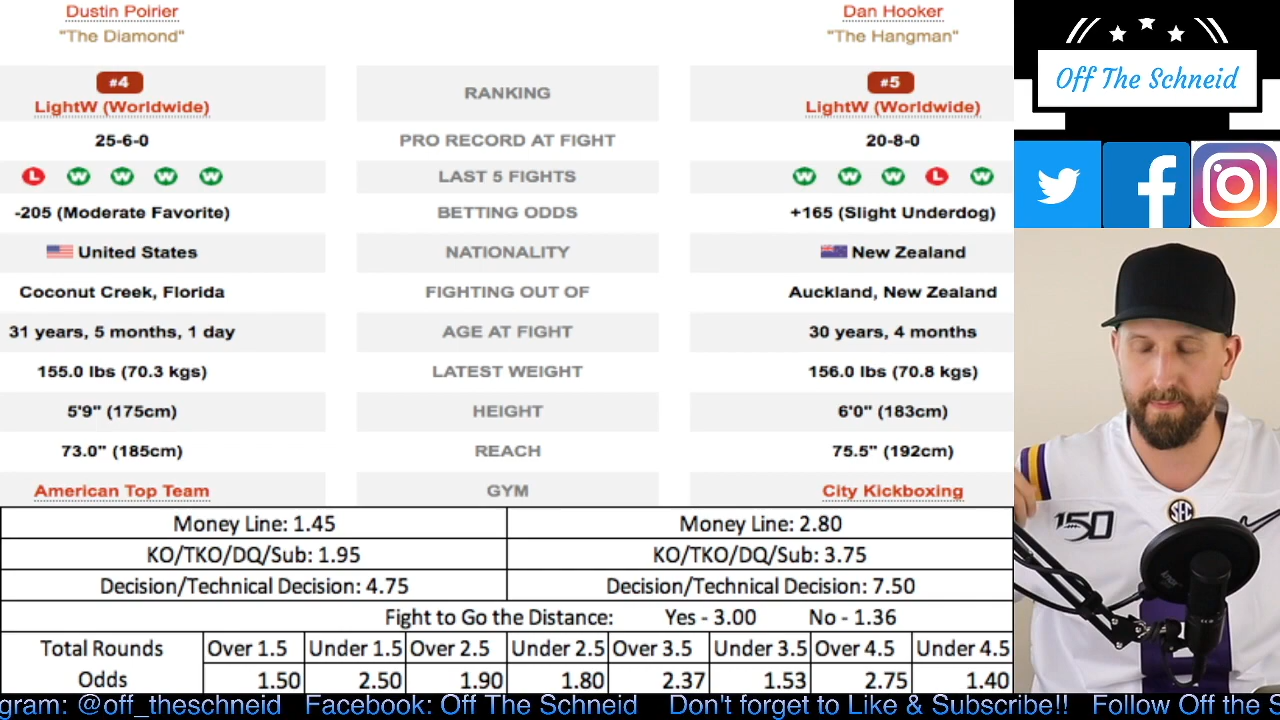 Dustin Poirier
"The Diamond"
Dan Hooker
"The Hangman"
#4
LightW (Worldwide)
RANKING
#5
LightW (Worldwide)
25-6-0 PRO RECORD AT FIGHT 20-8-0
L W W W W LAST 5 FIGHTS W W W L W
-205 (Moderate Favorite) BETTING ODDS +165 (Slight Underdog)
United States NATIONALITY New Zealand
Coconut Creek, Florida FIGHTING OUT OF Auckland, New Zealand
31 years, 5 months, 1 day AGE AT FIGHT 30 years, 4 months
155.0 lbs (70.3 kgs) LATEST WEIGHT 156.0 lbs (70.8 kgs)
5'9" (175cm) HEIGHT 6'0" (183cm)
73.0" (185cm) REACH 75.5" (192cm)
American Top Team GYM City Kickboxing
Money Line: 1.45 Money Line: 2.80
KO/TKO/DQ/Sub: 1.95 KO/TKO/DQ/Sub: 3.75
Decision/Technical Decision: 4.75 Decision/Technical Decision: 7.50
Fight to Go the Distance: Yes - 3.00 No - 1.36
Total Rounds Over 1.5 Under 1.5 Over 2.5 Under 2.5 Over 3.5 Under 3.5 Over 4.5 Under 4.5
Odds 1.50 2.50 1.90 1.80 2.37 1.53 2.75 1.40
Off The Schneid
SEC
150
gram: @off_theschneid Facebook: Off The Schneid Don't forget to Like & Subscribe!! Follow Off the S